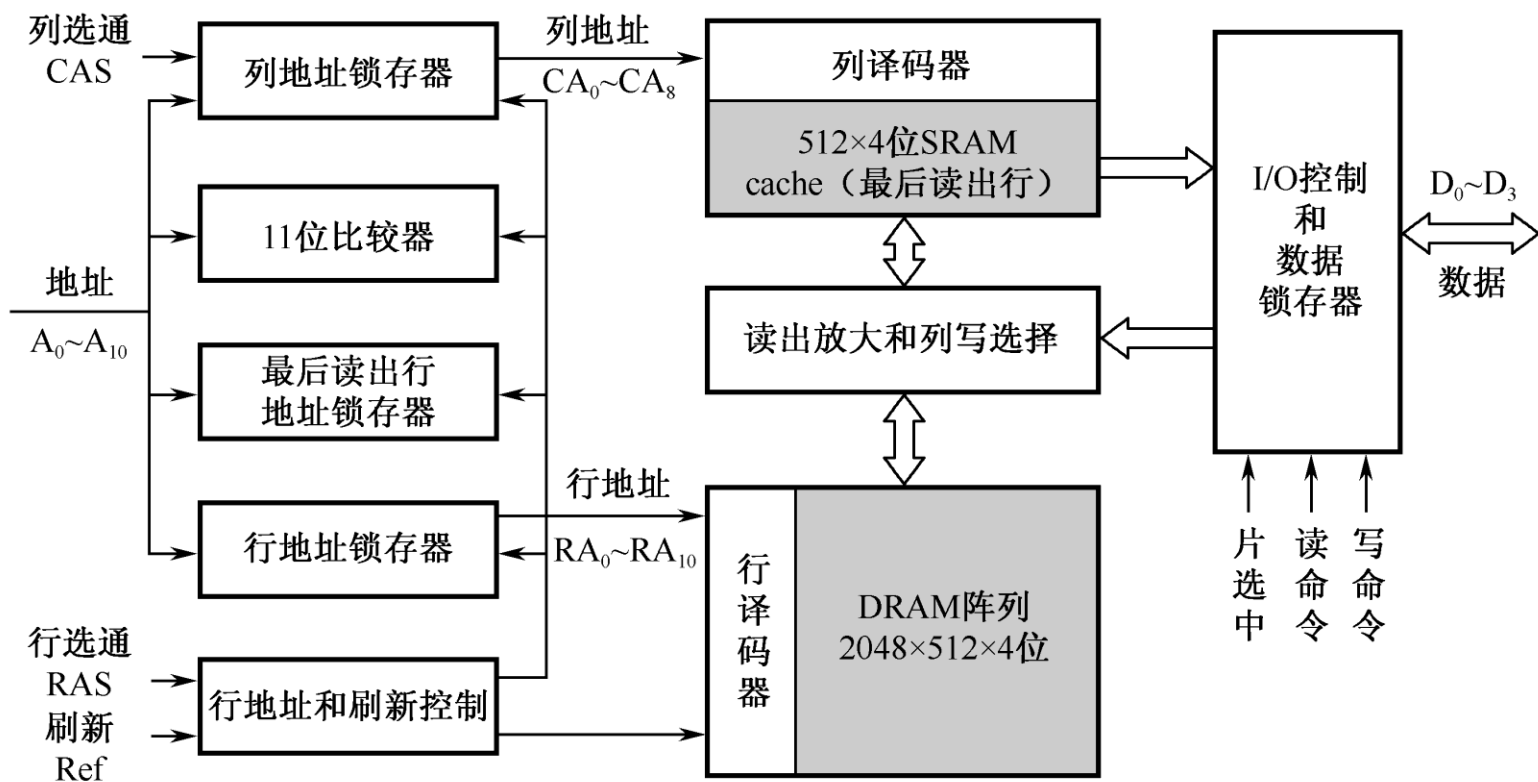 列选通
CAS
列地址锁存器
列地址
CA₀~CA₈
列译码器
512×4位SRAM
cache（最后读出行）
I/O控制
和
数据
锁存器
D₀~D₃
数据
11位比较器
地址
A₀~A₁₀
读出放大和列写选择
最后读出行
地址锁存器
行地址锁存器
行地址
RA₀~RA₁₀
行译码器
DRAM阵列
2048×512×4位
片选中
读命令
写命令
行选通
RAS
刷新
Ref
行地址和刷新控制